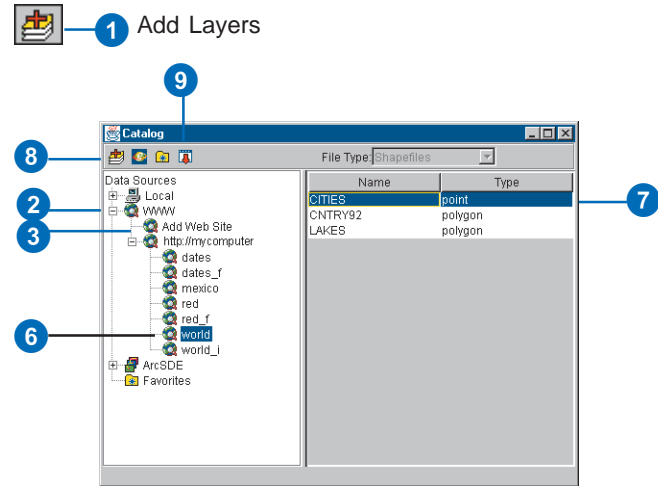 1 Add Layers
9
Catalog
8
File Type: Shapefiles
Data Sources
Name Type
Local
CITIES point
7
2
WWW
CNTRY92 polygon
3
Add Web Site
LAKES polygon
http://mycomputer
dates
dates_f
mexico
red
red_f
6
world
world_i
ArcSDE
Favorites